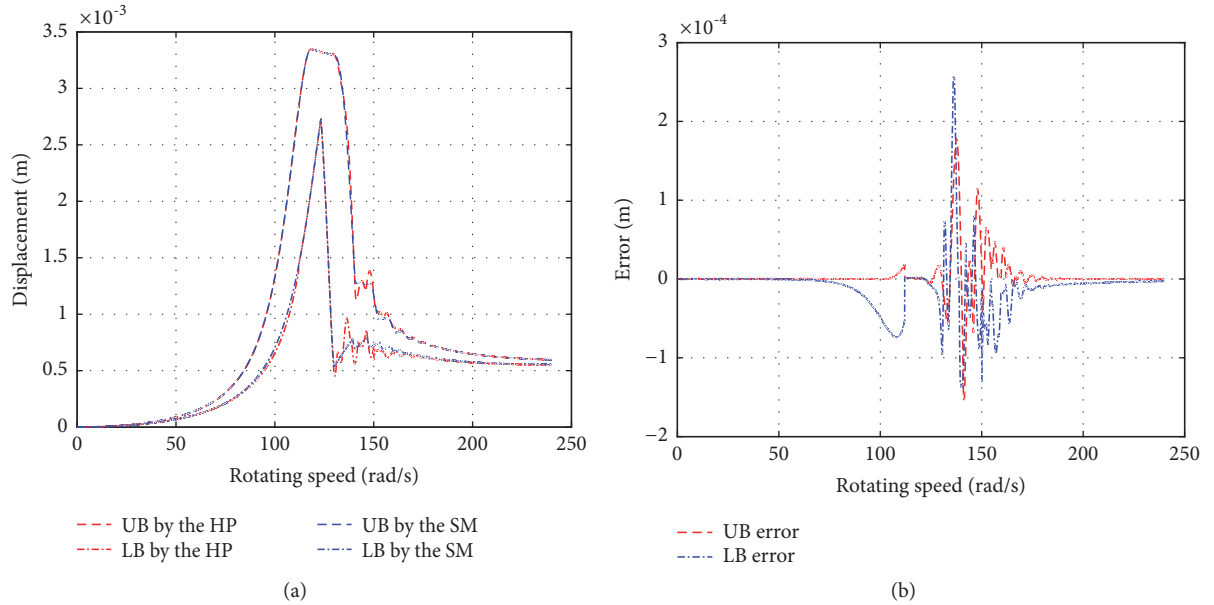 ×10⁻³
3.5
3
2.5
2
1.5
1
0.5
0
Displacement (m)
0 50 100 150 200 250
Rotating speed (rad/s)
UB by the HP
LB by the HP
UB by the SM
LB by the SM
(a)
×10⁻⁴
3
2
1
0
−1
−2
Error (m)
0 50 100 150 200 250
Rotating speed (rad/s)
UB error
LB error
(b)